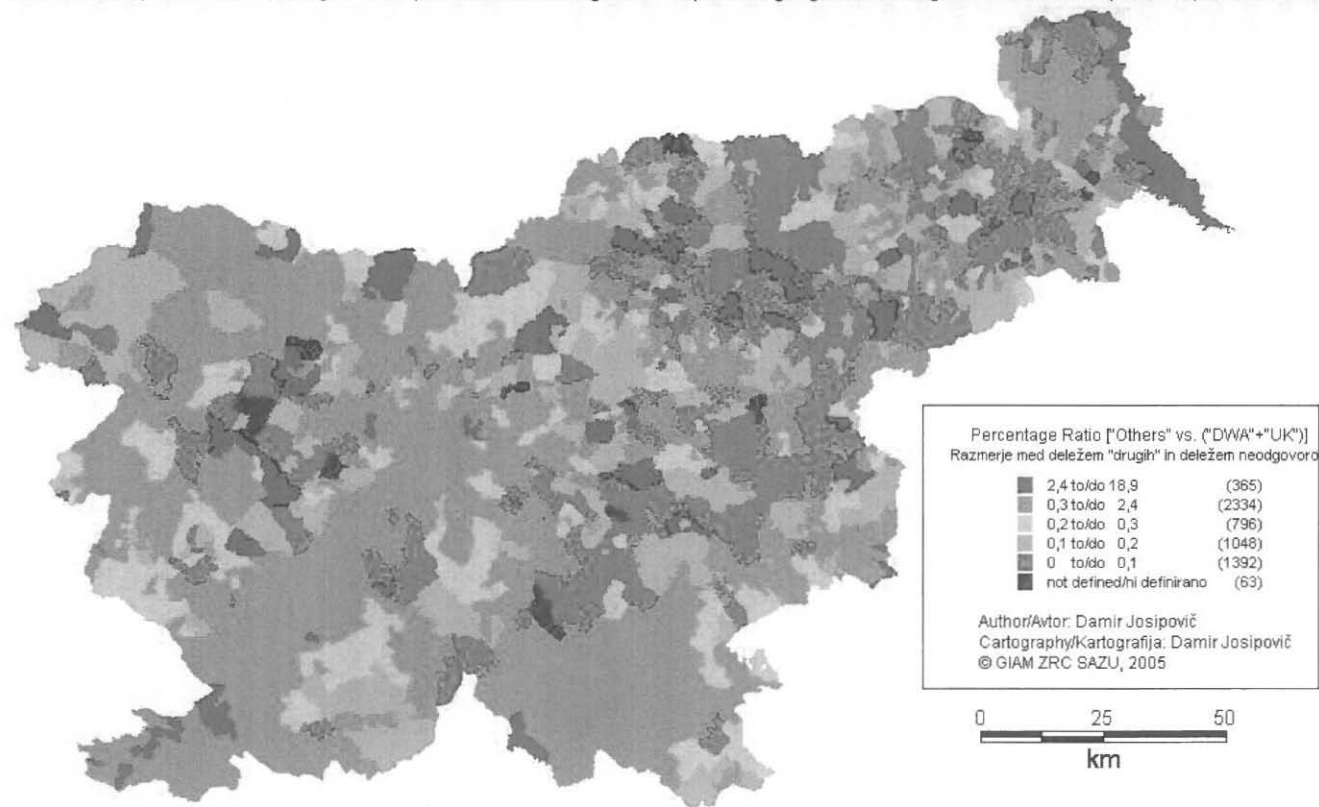 Percentage Ratio ["Others" vs. ("DWA"+"UK")]
Razmerje med deležem "drugih" in deležem neodgovoro
2,4 to/do 18,9 (365)
0,3 to/do 2,4 (2334)
0,2 to/do 0,3 (796)
0,1 to/do 0,2 (1048)
0 to/do 0,1 (1392)
not defined/ni definirano (63)
Author/Avtor: Damir Josipovič
Cartography/Kartografija: Damir Josipovič
© GIAM ZRC SAZU, 2005
0 25 50
km